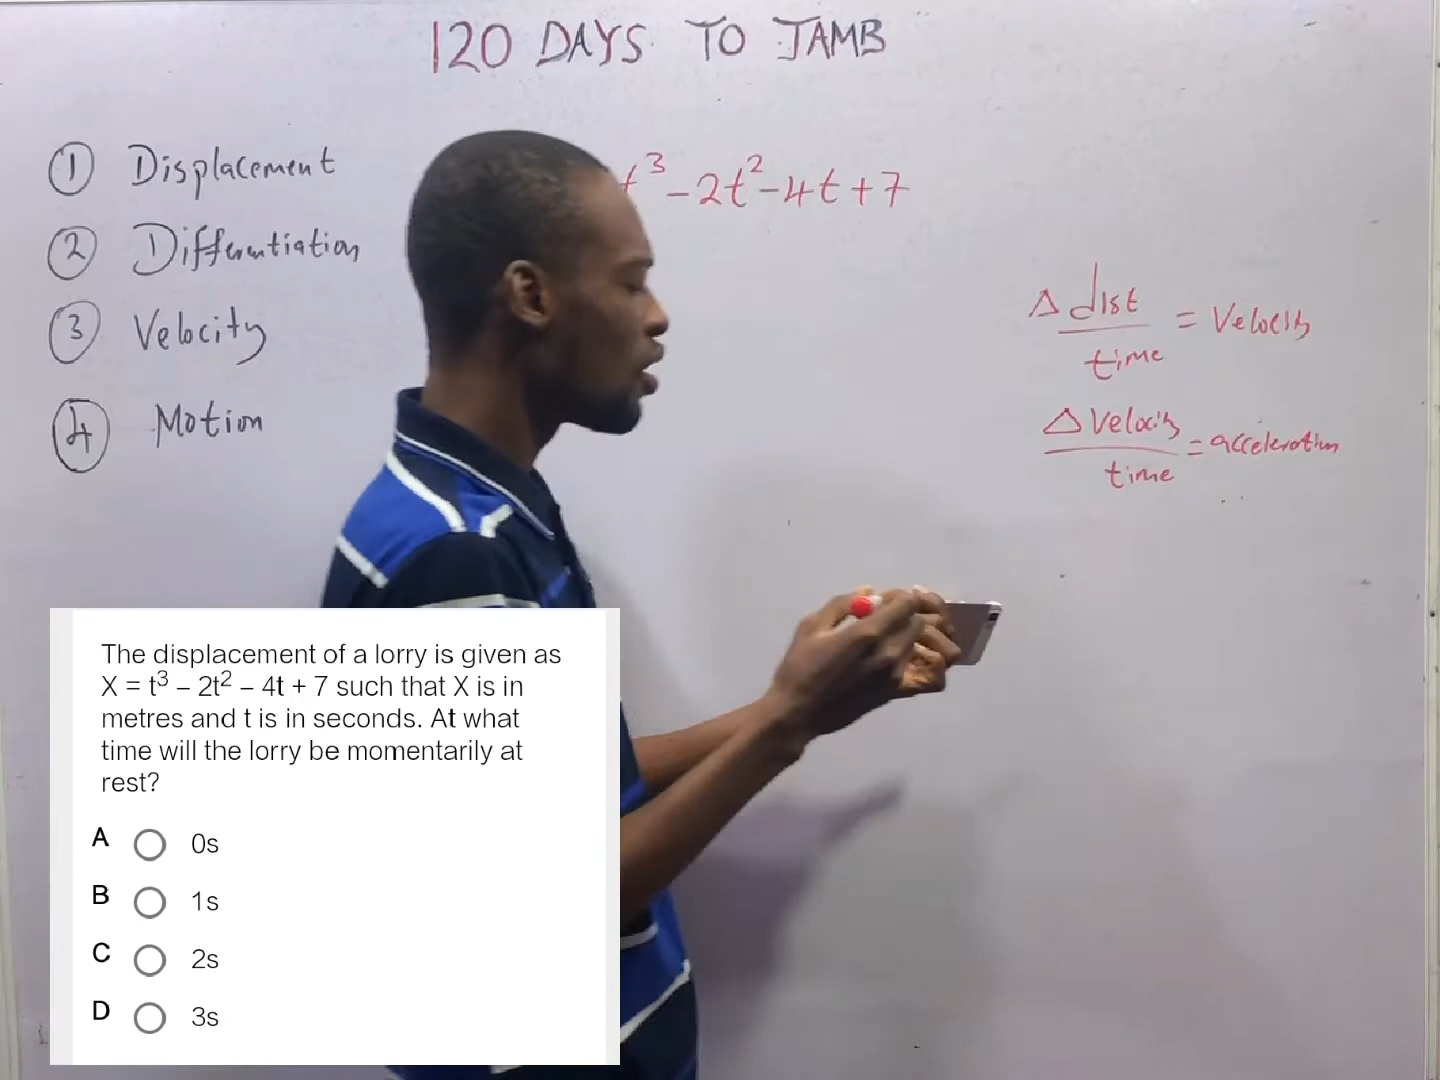 120 DAYS TO JAMB
① Displacement
② Differentiation
③ Velocity
④ Motion
t³ – 2t² – 4t + 7
Δ dist
time
= Velocity
Δ Velocity
time
= acceleration
The displacement of a lorry is given as
X = t³ – 2t² – 4t + 7 such that X is in
metres and t is in seconds. At what
time will the lorry be momentarily at
rest?
A 0s
B 1s
C 2s
D 3s